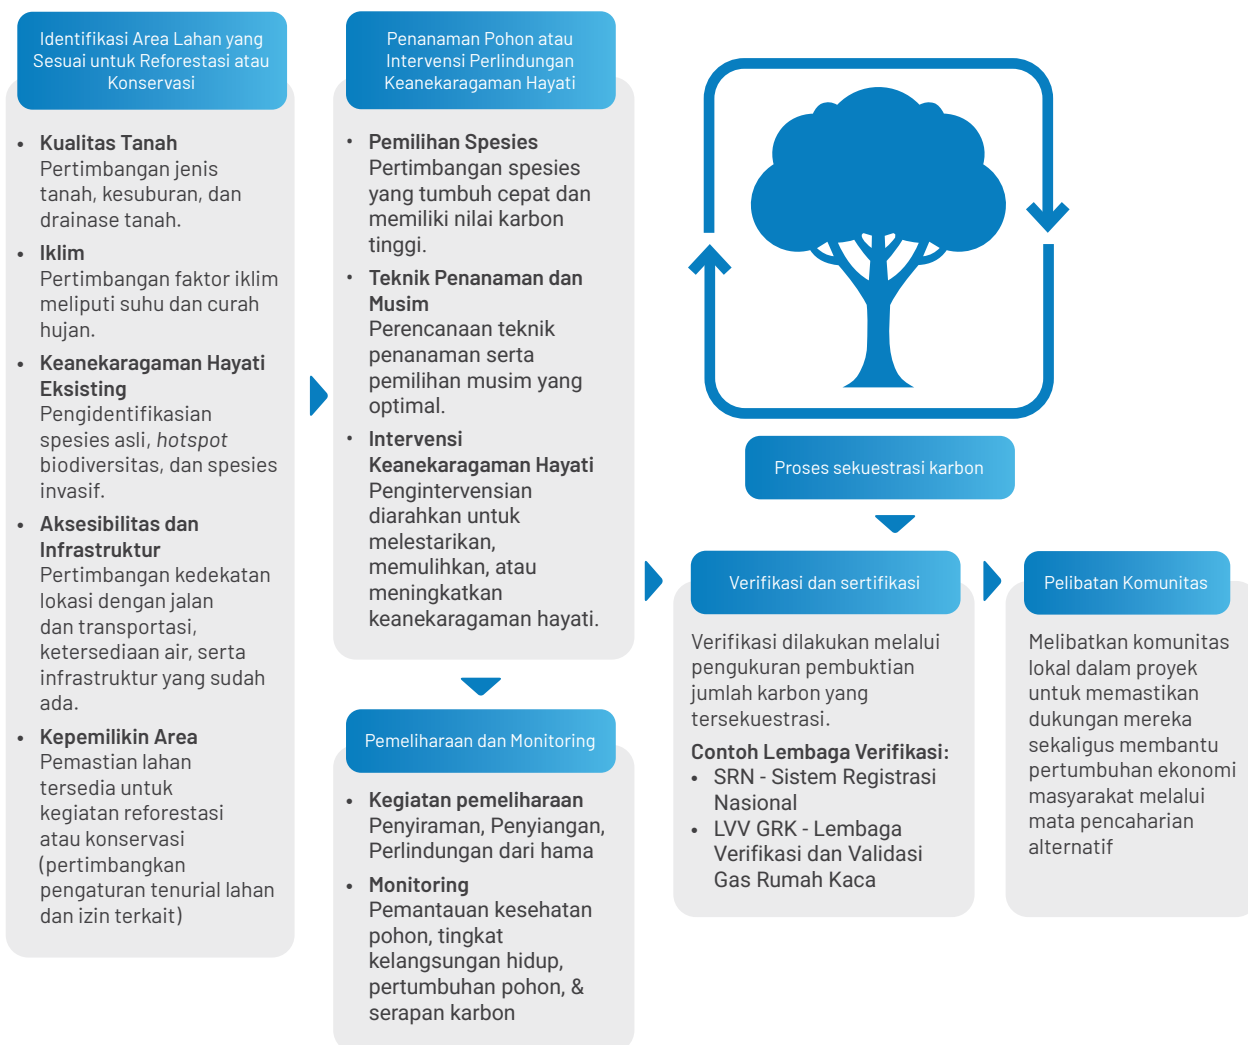 Identifikasi Area Lahan yang
Sesuai untuk Reforestasi atau
Konservasi
• Kualitas Tanah
Pertimbangan jenis
tanah, kesuburan, dan
drainase tanah.
• Iklim
Pertimbangan faktor iklim
meliputi suhu dan curah
hujan.
• Keanekaragaman Hayati
Eksisting
Pengidentifikasian
spesies asli, hotspot
biodiversitas, dan spesies
invasif.
• Aksesibilitas dan
Infrastruktur
Pertimbangan kedekatan
lokasi dengan jalan
dan transportasi,
ketersediaan air, serta
infrastruktur yang sudah
ada.
• Kepemilikin Area
Pemastian lahan
tersedia untuk
kegiatan reforestasi
atau konservasi
(pertimbangkan
pengaturan tenurial lahan
dan izin terkait)
Penanaman Pohon atau
Intervensi Perlindungan
Keanekaragaman Hayati
• Pemilihan Spesies
Pertimbangan spesies
yang tumbuh cepat dan
memiliki nilai karbon
tinggi.
• Teknik Penanaman dan
Musim
Perencanaan teknik
penanaman serta
pemilihan musim yang
optimal.
• Intervensi
Keanekaragaman Hayati
Pengintervensian
diarahkan untuk
melestarikan,
memulihkan, atau
meningkatkan
keanekaragaman hayati.
Pemeliharaan dan Monitoring
• Kegiatan pemeliharaan
Penyiraman, Penyiangan,
Perlindungan dari hama
• Monitoring
Pemantauan kesehatan
pohon, tingkat
kelangsungan hidup,
pertumbuhan pohon, &
serapan karbon
Proses sekuestrasi karbon
Verifikasi dan sertifikasi
Verifikasi dilakukan melalui
pengukuran pembuktian
jumlah karbon yang
tersekuestrasi.
Contoh Lembaga Verifikasi:
• SRN - Sistem Registrasi
Nasional
• LVV GRK - Lembaga
Verifikasi dan Validasi
Gas Rumah Kaca
Pelibatan Komunitas
Melibatkan komunitas
lokal dalam proyek
untuk memastikan
dukungan mereka
sekaligus membantu
pertumbuhan ekonomi
masyarakat melalui
mata pencaharian
alternatif